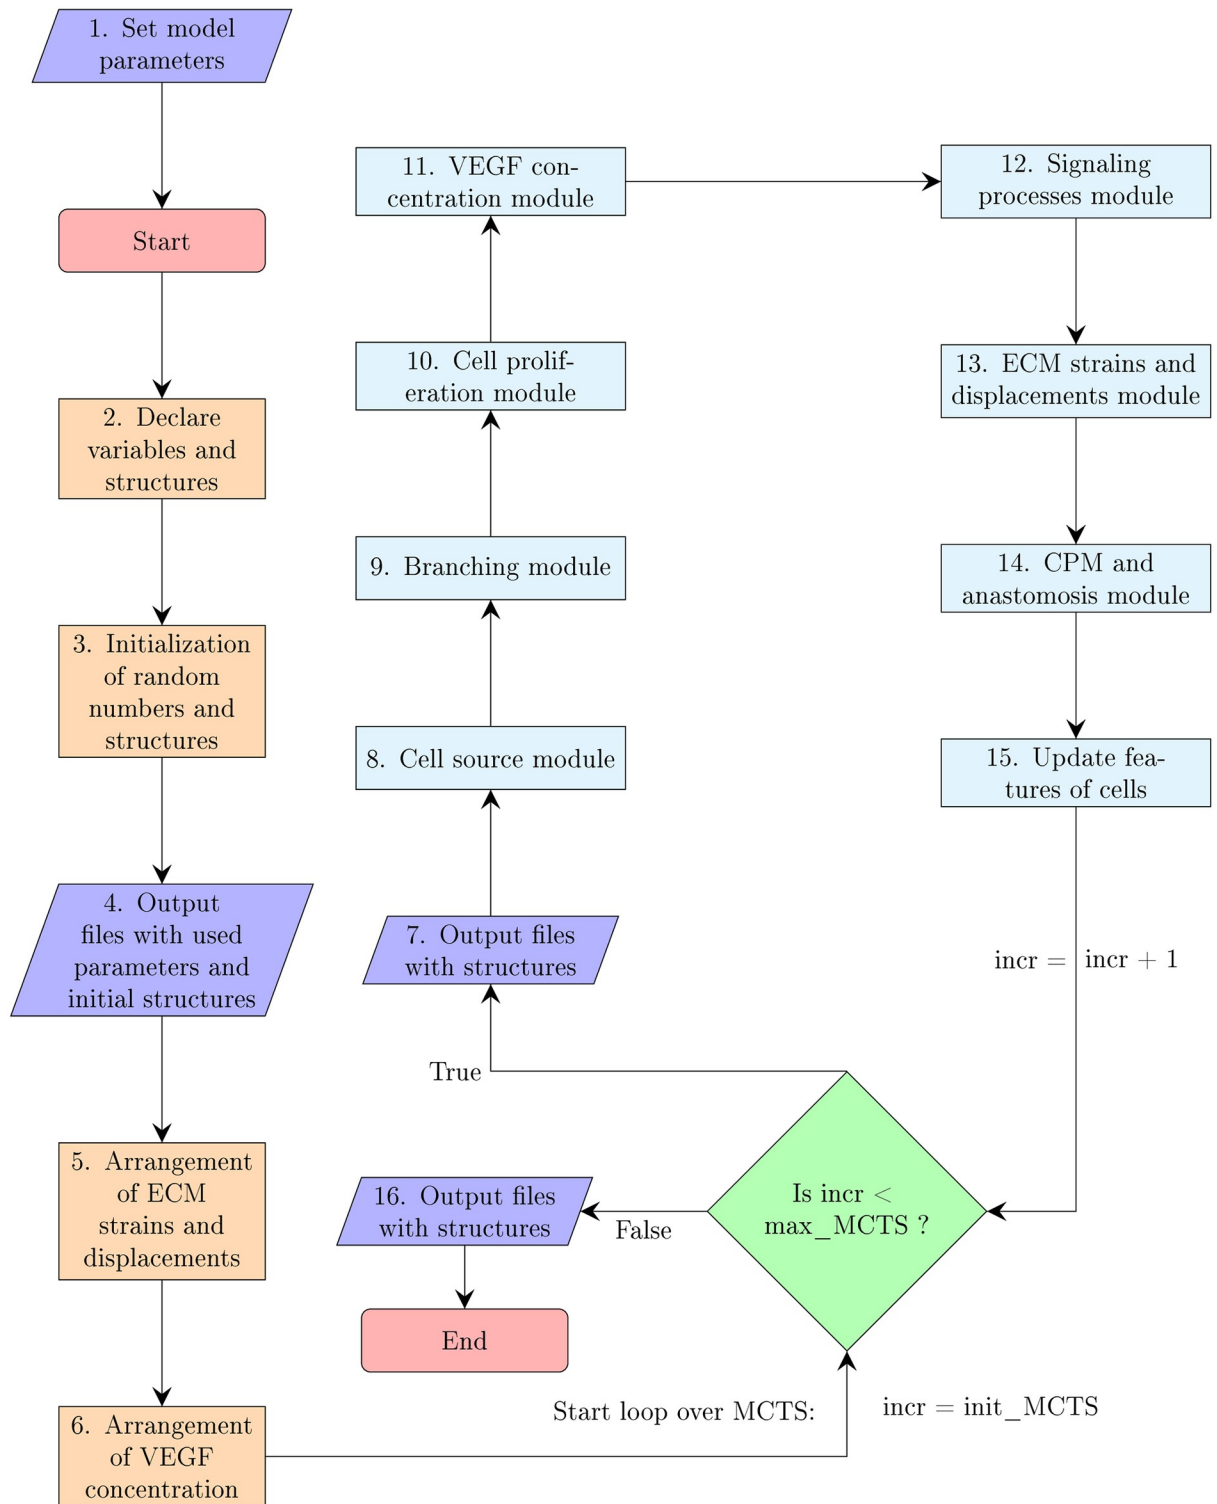 1. Set model
parameters
Start
2. Declare
variables and
structures
3. Initialization
of random
numbers and
structures
4. Output
files with used
parameters and
initial structures
5. Arrangement
of ECM
strains and
displacements
6. Arrangement
of VEGF
concentration
Start loop over MCTS:
incr = init_MCTS
Is incr <
max_MCTS ?
True
7. Output files
with structures
8. Cell source module
9. Branching module
10. Cell prolif-
eration module
11. VEGF con-
centration module
12. Signaling
processes module
13. ECM strains and
displacements module
14. CPM and
anastomosis module
15. Update fea-
tures of cells
incr = incr + 1
False
16. Output files
with structures
End